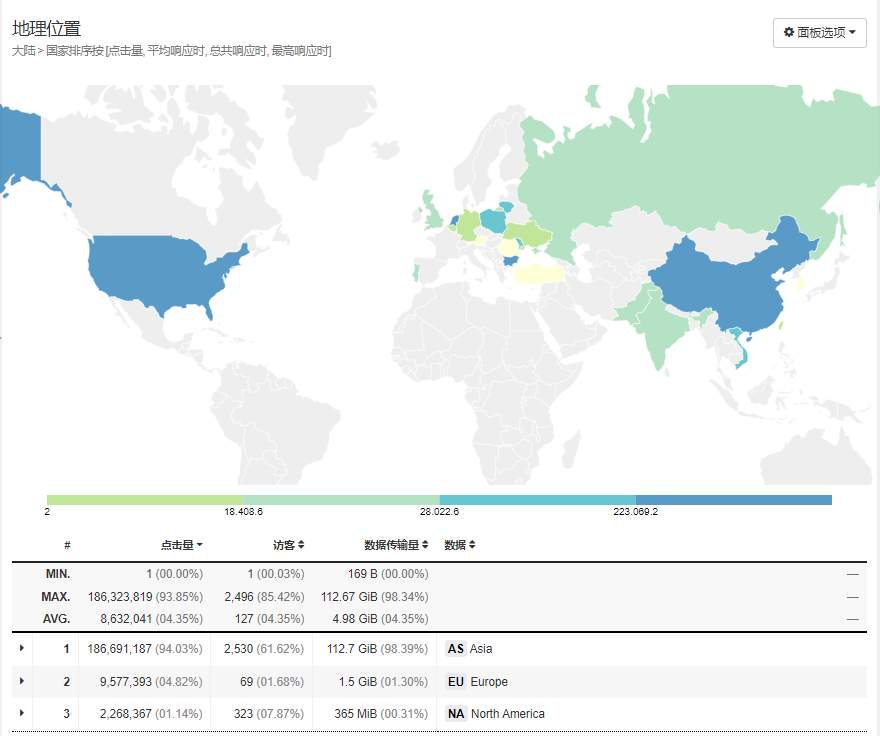 地理位置
面板选项
大陆 > 国家排序按 [点击量, 平均响应时, 总共响应时, 最高响应时]
2 18.408.6 28.022.6 223.069.2
# 点击量 访客 数据传输量 数据
MIN. 1 (00.00%) 1 (00.03%) 169 B (00.00%) —
MAX. 186,323,819 (93.85%) 2,496 (85.42%) 112.67 GiB (98.34%) —
AVG. 8,632,041 (04.35%) 127 (04.35%) 4.98 GiB (04.35%) —
1 186,691,187 (94.03%) 2,530 (61.62%) 112.7 GiB (98.39%) AS Asia
2 9,577,393 (04.82%) 69 (01.68%) 1.5 GiB (01.30%) EU Europe
3 2,268,367 (01.14%) 323 (07.87%) 365 MiB (00.31%) NA North America